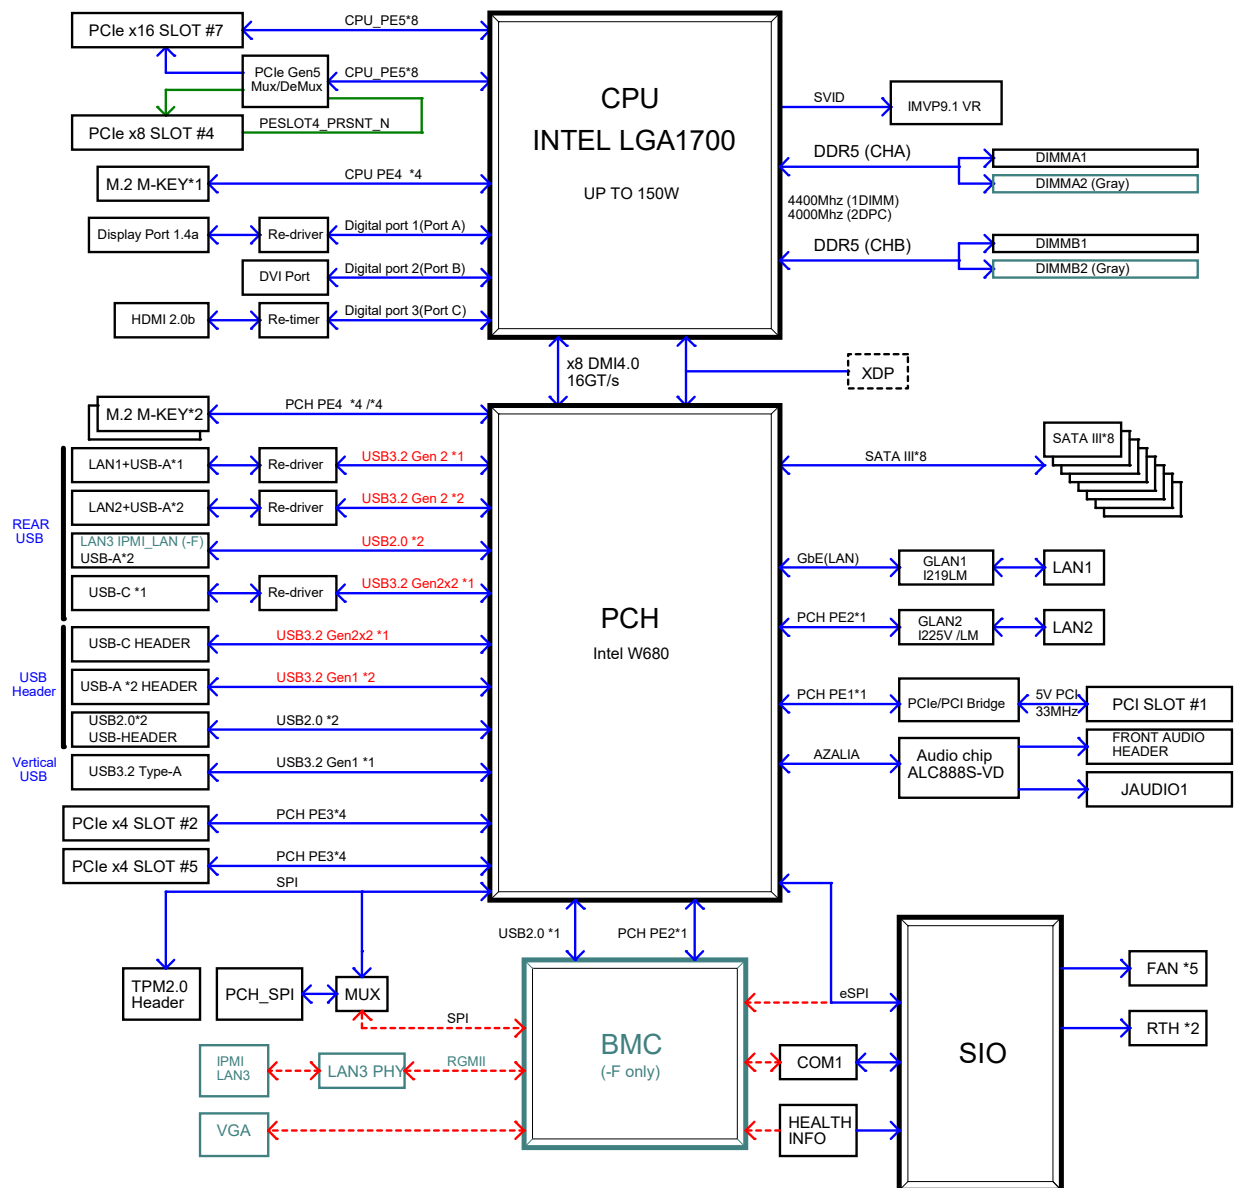 PCIe x16 SLOT #7
CPU_PE5*8
PCIe Gen5
Mux/DeMux
CPU_PE5*8
PCIe x8 SLOT #4
PESLOT4_PRSNT_N
M.2 M-KEY*1
CPU PE4 *4
Display Port 1.4a
Re-driver
Digital port 1(Port A)
DVI Port
Digital port 2(Port B)
HDMI 2.0b
Re-timer
Digital port 3(Port C)
CPU
INTEL LGA1700
UP TO 150W
SVID
IMVP9.1 VR
DDR5 (CHA)
DIMMA1
DIMMA2 (Gray)
4400Mhz (1DIMM)
4000Mhz (2DPC)
DDR5 (CHB)
DIMMB1
DIMMB2 (Gray)
x8 DMI4.0
16GT/s
XDP
M.2 M-KEY*2
PCH PE4 *4 /*4
REAR
USB
LAN1+USB-A*1
Re-driver
USB3.2 Gen 2 *1
LAN2+USB-A*2
Re-driver
USB3.2 Gen 2 *2
LAN3 IPMI_LAN (-F)
USB-A*2
USB2.0 *2
USB-C *1
Re-driver
USB3.2 Gen2x2 *1
USB
Header
USB-C HEADER
USB3.2 Gen2x2 *1
USB-A *2 HEADER
USB3.2 Gen1 *2
USB2.0*2
USB-HEADER
USB2.0 *2
Vertical
USB
USB3.2 Type-A
USB3.2 Gen1 *1
PCIe x4 SLOT #2
PCH PE3*4
PCIe x4 SLOT #5
PCH PE3*4
SPI
PCH
Intel W680
SATA III*8
SATA III*8
GbE(LAN)
GLAN1
I219LM
LAN1
PCH PE2*1
GLAN2
I225V /LM
LAN2
PCH PE1*1
PCIe/PCI Bridge
5V PCI
33MHz
PCI SLOT #1
AZALIA
Audio chip
ALC888S-VD
FRONT AUDIO
HEADER
JAUDIO1
USB2.0 *1
PCH PE2*1
TPM2.0
Header
PCH_SPI
MUX
SPI
IPMI
LAN3
LAN3 PHY
RGMII
VGA
BMC
(-F only)
eSPI
COM1
HEALTH
INFO
SIO
FAN *5
RTH *2